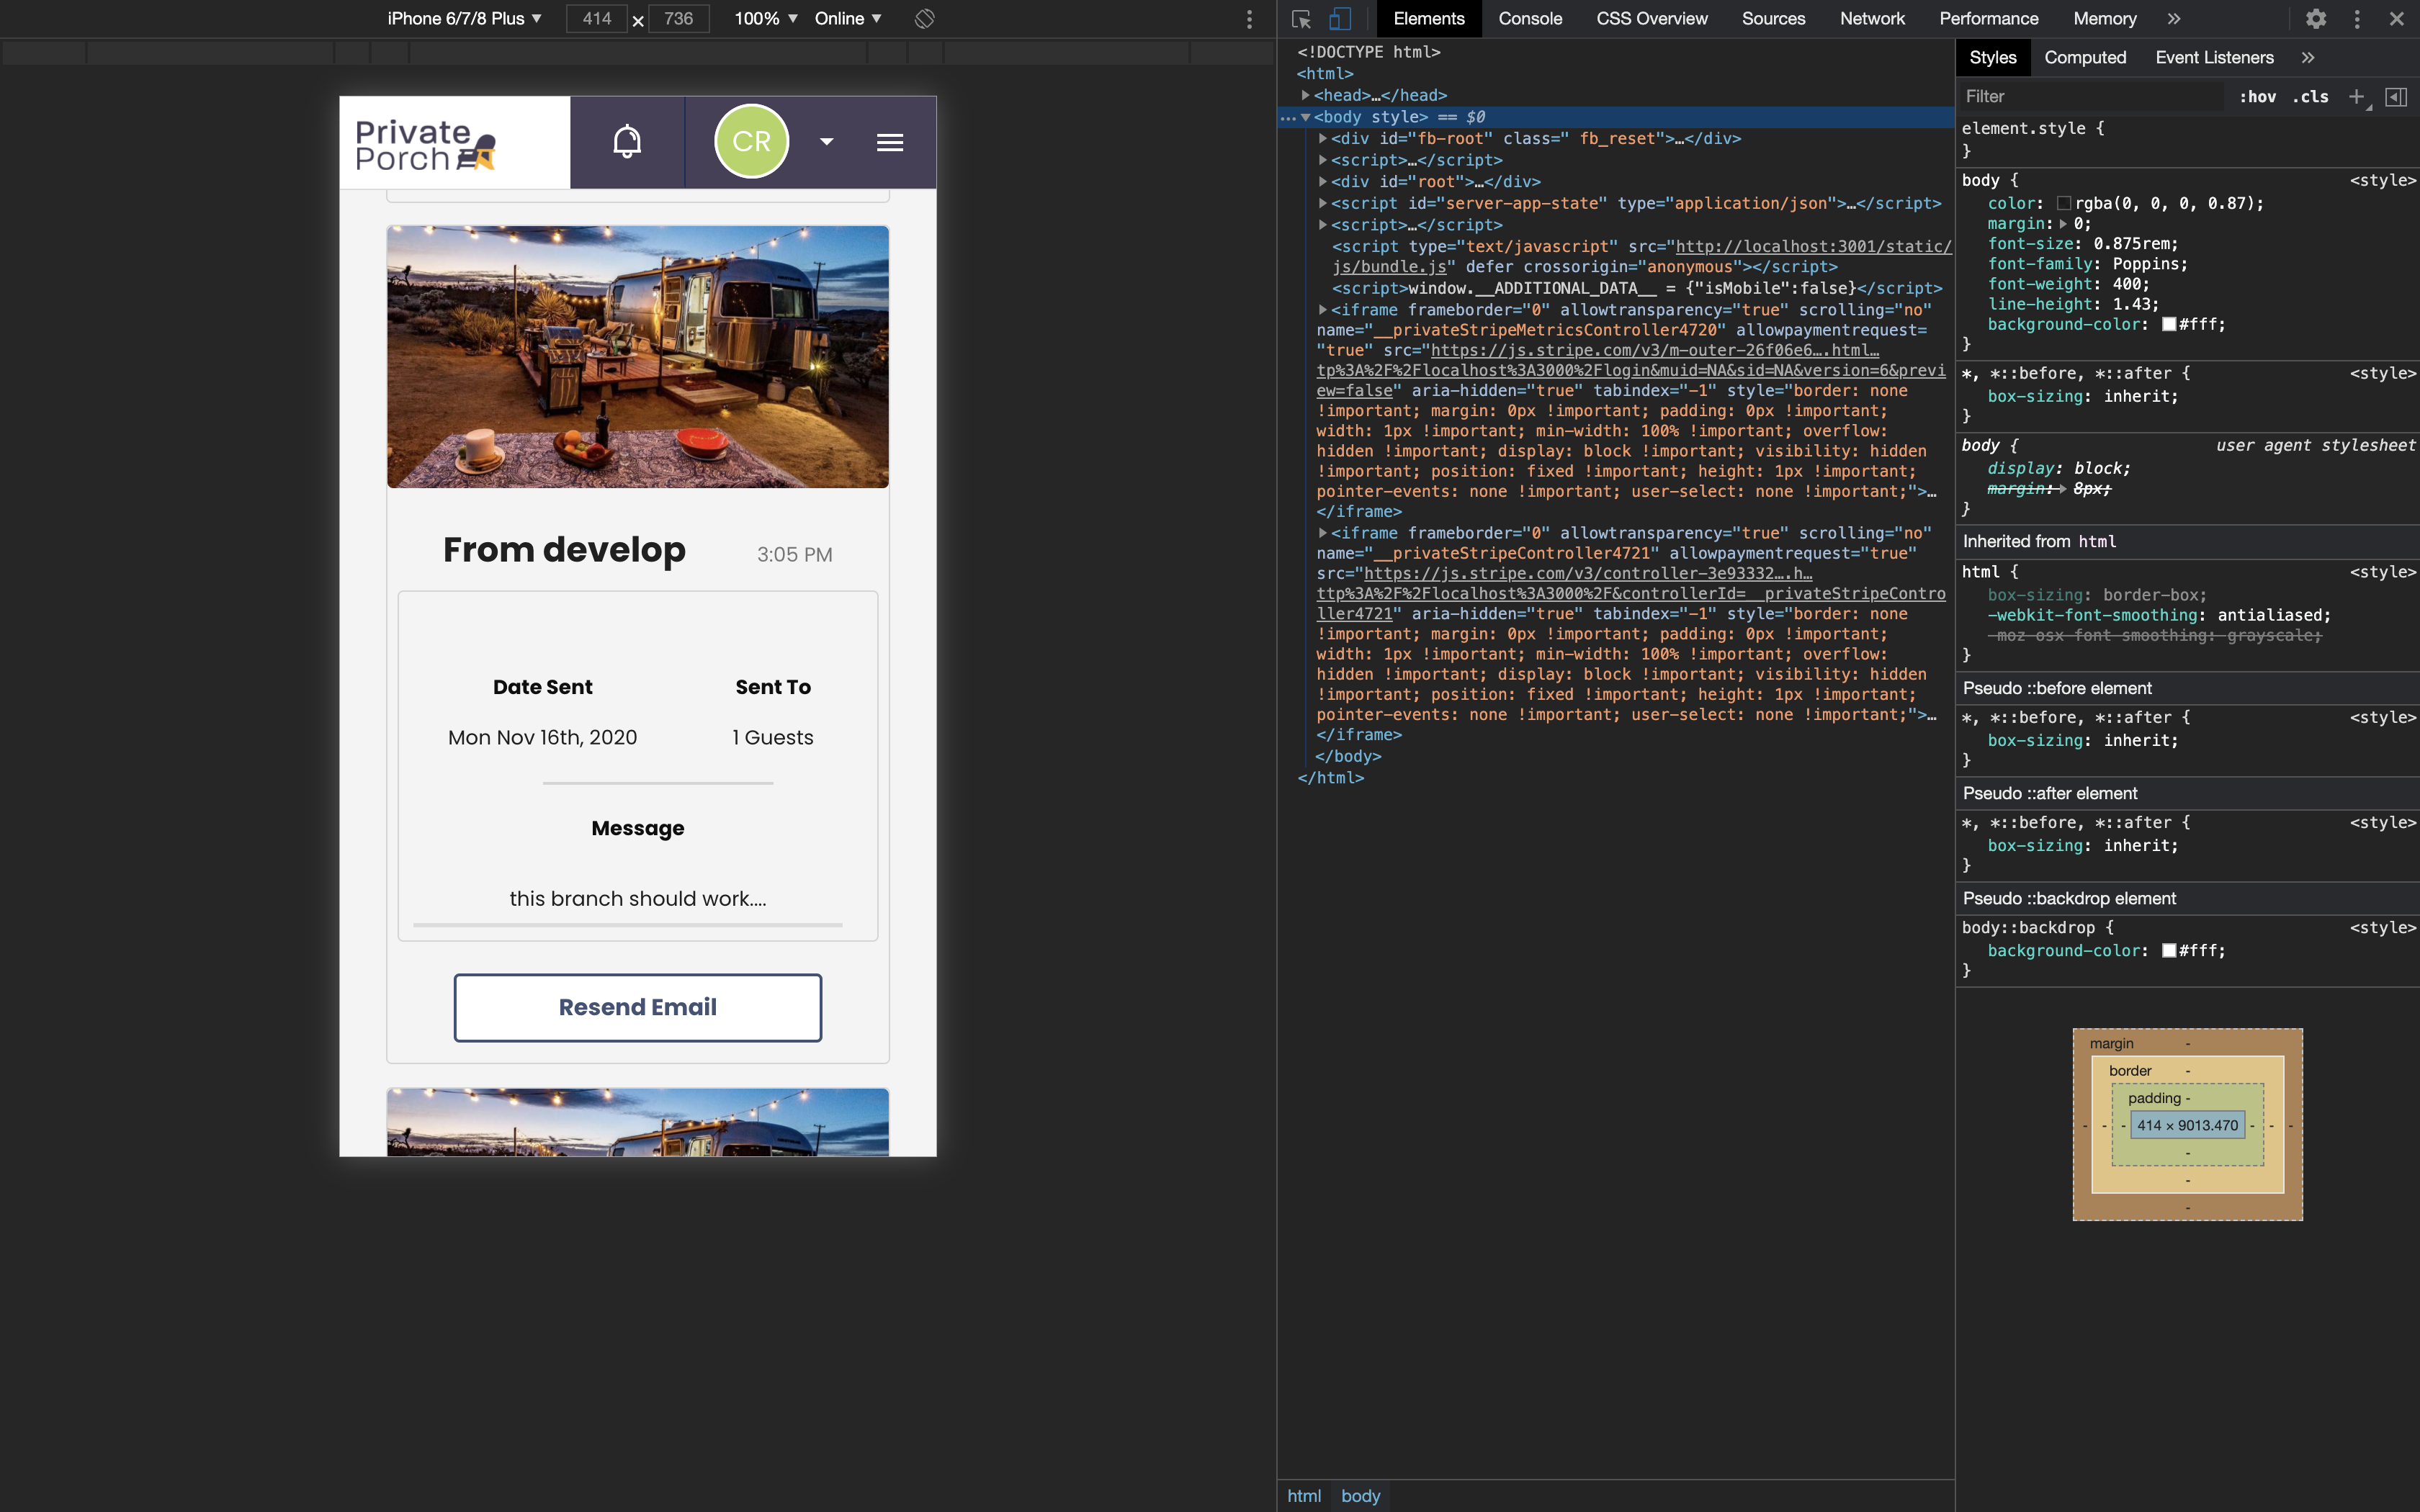 iPhone 6/7/8 Plus ▼ 414 × 736 100% ▼ Online ▼
Private
Porch
CR
From develop 3:05 PM
Date Sent Sent To
Mon Nov 16th, 2020 1 Guests
Message
this branch should work....
Resend Email
Elements Console CSS Overview Sources Network Performance Memory »
<!DOCTYPE html>
<html>
<head>…</head>
<body style> == $0
<div id="fb-root" class=" fb_reset">…</div>
<script>…</script>
<div id="root">…</div>
<script id="server-app-state" type="application/json">…</script>
<script>…</script>
<script type="text/javascript" src="http://localhost:3001/static/
js/bundle.js" defer crossorigin="anonymous"></script>
<script>window.__ADDITIONAL_DATA__ = {"isMobile":false}</script>
<iframe frameborder="0" allowtransparency="true" scrolling="no"
name="__privateStripeMetricsController4720" allowpaymentrequest=
"true" src="https://js.stripe.com/v3/m-outer-26f06e6….html…
tp%3A%2F%2Flocalhost%3A3000%2Flogin&muid=NA&sid=NA&version=6&previ
ew=false" aria-hidden="true" tabindex="-1" style="border: none
!important; margin: 0px !important; padding: 0px !important;
width: 1px !important; min-width: 100% !important; overflow:
hidden !important; display: block !important; visibility: hidden
!important; position: fixed !important; height: 1px !important;
pointer-events: none !important; user-select: none !important;">…
</iframe>
<iframe frameborder="0" allowtransparency="true" scrolling="no"
name="__privateStripeController4721" allowpaymentrequest="true"
src="https://js.stripe.com/v3/controller-3e93332….h…
ttp%3A%2F%2Flocalhost%3A3000%2F&controllerId=__privateStripeContro
ller4721" aria-hidden="true" tabindex="-1" style="border: none
!important; margin: 0px !important; padding: 0px !important;
width: 1px !important; min-width: 100% !important; overflow:
hidden !important; display: block !important; visibility: hidden
!important; position: fixed !important; height: 1px !important;
pointer-events: none !important; user-select: none !important;">…
</iframe>
</body>
</html>
html body
Styles Computed Event Listeners »
Filter :hov .cls +
element.style {
}
body { <style>
color: rgba(0, 0, 0, 0.87);
margin: 0;
font-size: 0.875rem;
font-family: Poppins;
font-weight: 400;
line-height: 1.43;
background-color: #fff;
}
*, *::before, *::after { <style>
box-sizing: inherit;
}
body { user agent stylesheet
display: block;
margin: 8px;
}
Inherited from html
html { <style>
box-sizing: border-box;
-webkit-font-smoothing: antialiased;
-moz-osx-font-smoothing: grayscale;
}
Pseudo ::before element
*, *::before, *::after { <style>
box-sizing: inherit;
}
Pseudo ::after element
*, *::before, *::after { <style>
box-sizing: inherit;
}
Pseudo ::backdrop element
body::backdrop { <style>
background-color: #fff;
}
margin -
border -
padding -
- - - 414 × 9013.470 - - -
-
-
-